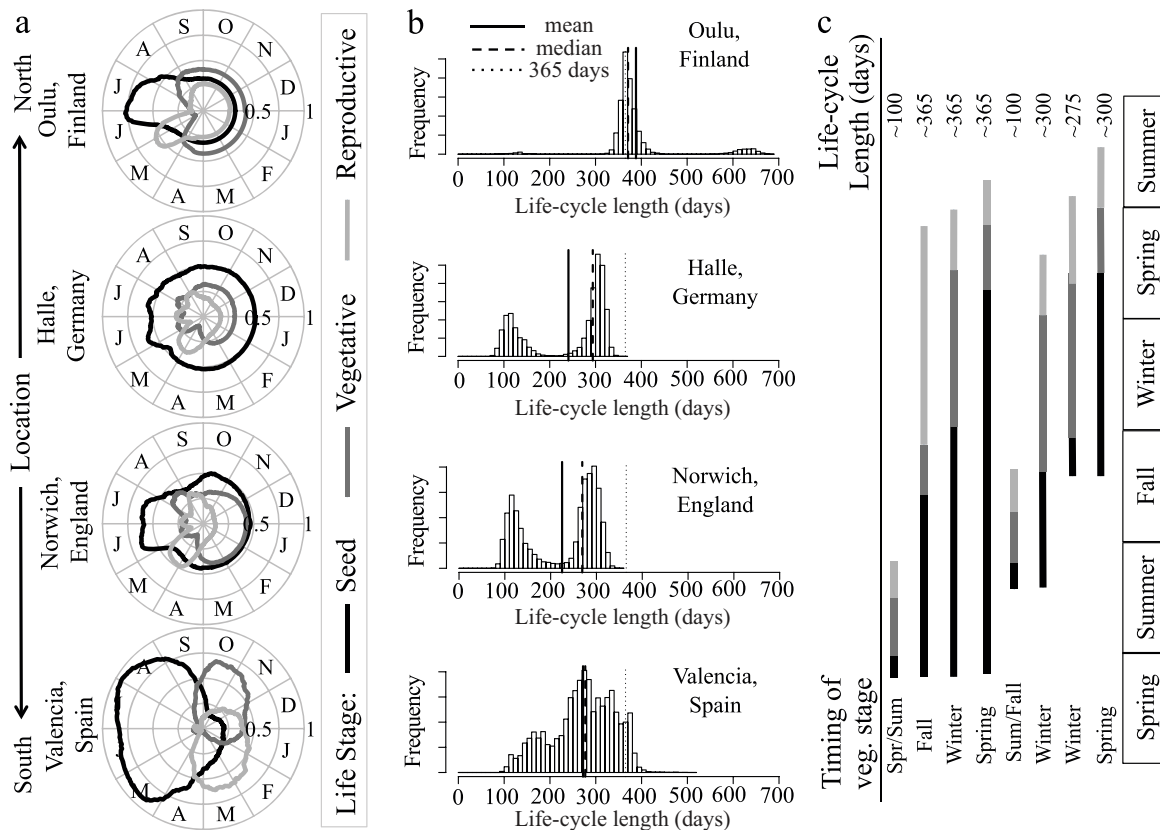 a
North
Oulu,
Finland
Halle,
Germany
Location
Norwich,
England
South
Valencia,
Spain
S O
A N
J D
0.5 1
J J
M F
A M
S O
A N
J D
0.5 1
J J
M F
A M
S O
A N
J D
0.5 1
J J
M F
A M
S O
A N
J D
0.5 1
J J
M F
A M
Life Stage: Seed Vegetative Reproductive
b
mean
median
365 days
Oulu,
Finland
Frequency
0 100 200 300 400 500 600 700
Life-cycle length (days)
Halle,
Germany
Frequency
0 100 200 300 400 500 600 700
Life-cycle length (days)
Norwich,
England
Frequency
0 100 200 300 400 500 600 700
Life-cycle length (days)
Valencia,
Spain
Frequency
0 100 200 300 400 500 600 700
Life-cycle length (days)
c
Life-cycle
Length (days)
~100
~365
~365
~365
~100
~300
~275
~300
Timing of
veg. stage
Spr/Sum
Fall
Winter
Spring
Sum/Fall
Winter
Winter
Spring
Spring Summer Fall Winter Spring Summer